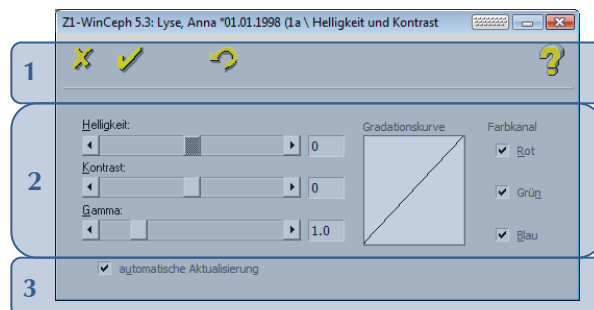 Z1-WinCeph 5.3: Lyse, Anna *01.01.1998 (1a \ Helligkeit und Kontrast
1
?
2
Helligkeit:
0
Kontrast:
0
Gamma:
1.0
Gradationskurve
Farbkanal
Rot
Grün
Blau
3
automatische Aktualisierung